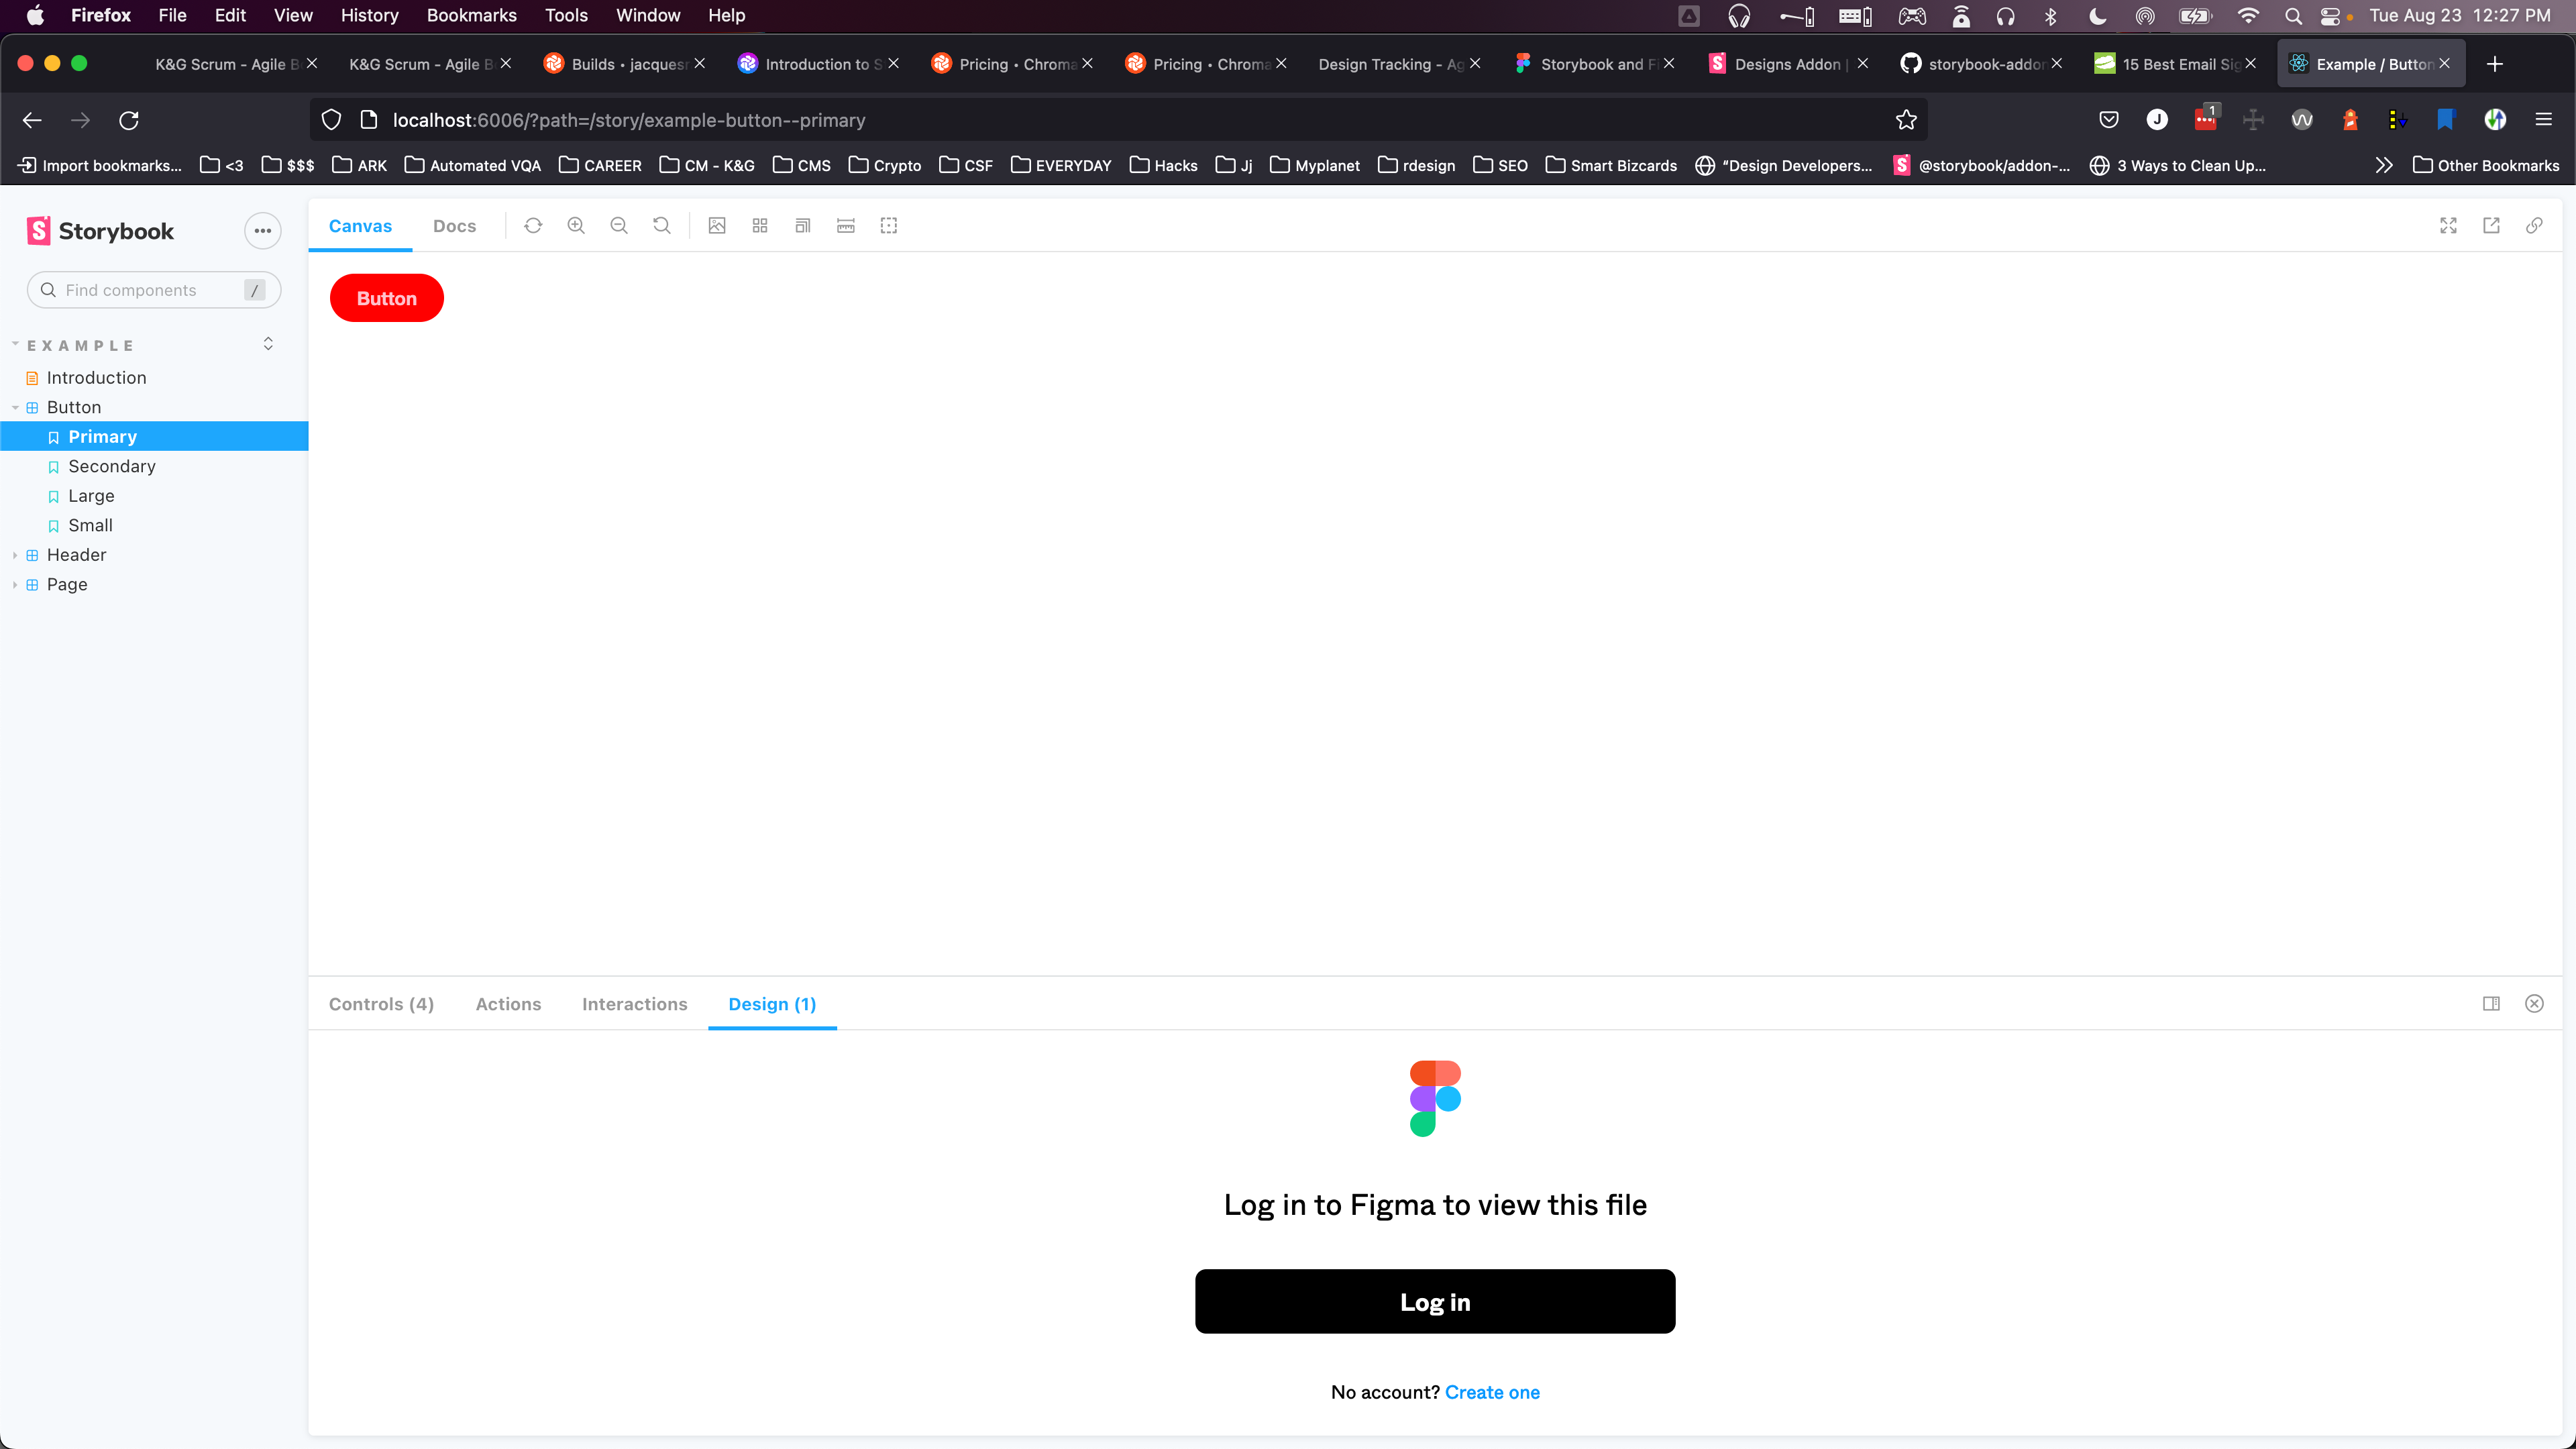 Firefox File Edit View History Bookmarks Tools Window Help Tue Aug 23 12:27 PM
K&G Scrum - Agile B K&G Scrum - Agile B Builds • jacquesr Introduction to S Pricing • Chroma Pricing • Chroma Design Tracking - Ag Storybook and Fi Designs Addon | storybook-addon 15 Best Email Sig Example / Button
localhost:6006/?path=/story/example-button--primary J 1
Import bookmarks... <3 $$$ ARK Automated VQA CAREER CM - K&G CMS Crypto CSF EVERYDAY Hacks Jj Myplanet rdesign SEO Smart Bizcards “Design Developers... @storybook/addon-... 3 Ways to Clean Up... Other Bookmarks
Storybook
Canvas Docs
Find components /
Button
EXAMPLE
Introduction
Button
Primary
Secondary
Large
Small
Header
Page
Controls (4) Actions Interactions Design (1)
Log in to Figma to view this file
Log in
No account? Create one